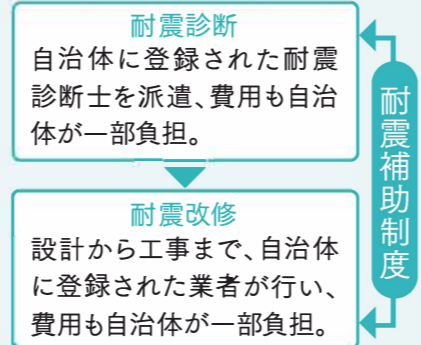 耐震診断
自治体に登録された耐震
診断士を派遣、費用も自治
体が一部負担。
耐震改修
設計から工事まで、自治体
に登録された業者が行い、
費用も自治体が一部負担。
耐震補助制度